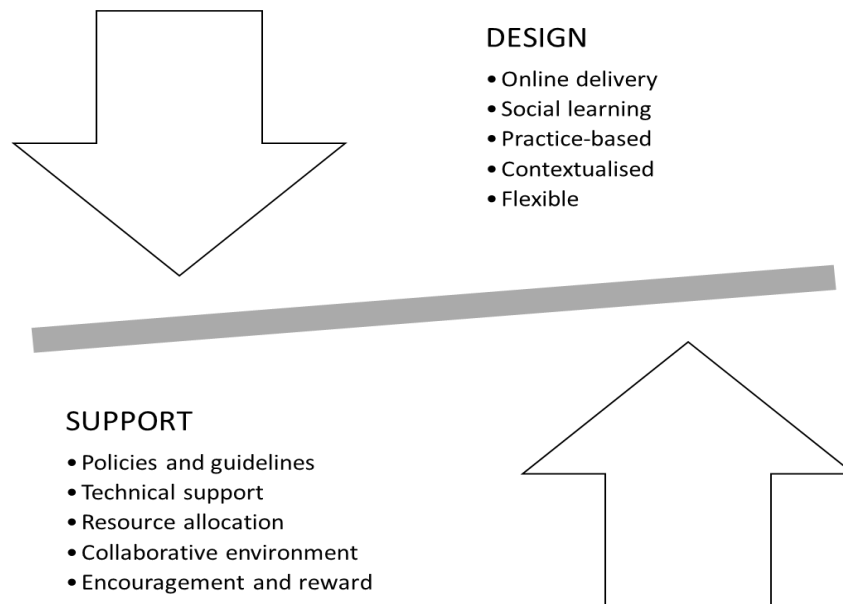 DESIGN
• Online delivery
• Social learning
• Practice-based
• Contextualised
• Flexible
SUPPORT
• Policies and guidelines
• Technical support
• Resource allocation
• Collaborative environment
• Encouragement and reward